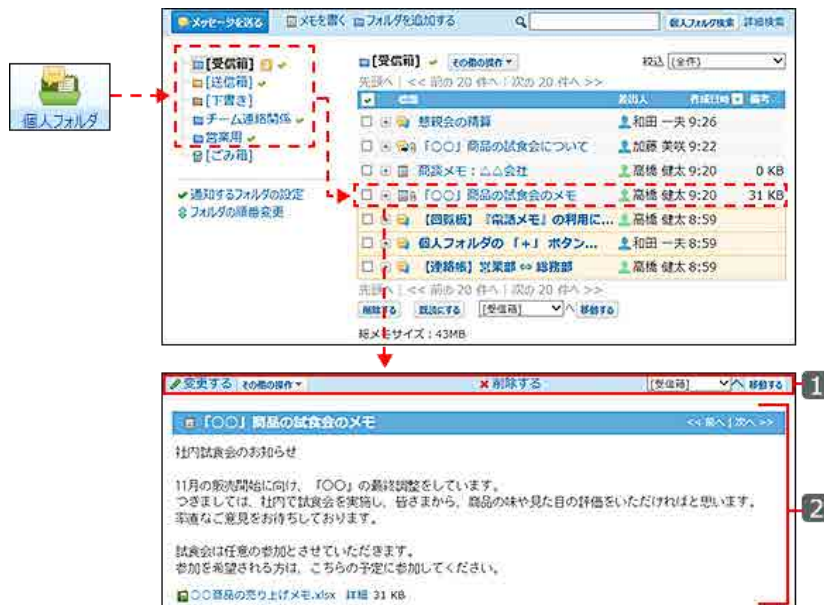 メッセージを送る メモを書く フォルダを追加する 個人フォルダ検索 詳細検索
個人フォルダ
[受信箱]
[送信箱]
[下書き]
チーム連絡関係
営業用
[ごみ箱]
通知するフォルダの設定
フォルダの順番変更
[受信箱] その他の操作 絞込 (全件)
先頭へ | << 前の 20 件へ | 次の 20 件へ >>
標題 差出人 作成日時 備考...
懇親会の精算 和田 一夫 9:26
「〇〇」商品の試食会について 加藤 美咲 9:22
商談メモ:△△会社 高橋 健太 9:20 0 KB
「〇〇」商品の試食会のメモ 高橋 健太 9:20 31 KB
【回覧板】『電話メモ』の利用に... 高橋 健太 8:59
個人フォルダの「+」ボタン... 和田 一夫 8:59
【連絡帳】営業部 ⇔ 総務部 高橋 健太 8:59
先頭へ | << 前の 20 件へ | 次の 20 件へ >>
削除する 既読にする [受信箱] へ 移動する
総メモサイズ:43MB
変更する その他の操作 削除する [受信箱] へ 移動する
1
「〇〇」商品の試食会のメモ << 前へ | 次へ >>
社内試食会のお知らせ
11月の販売開始に向け、「〇〇」の最終調整をしています。
つきましては、社内で試食会を実施し、皆さまから、商品の味や見た目の評価をいただければと思います。
率直なご意見をお待ちしております。
2
試食会は任意の参加とさせていただきます。
参加を希望される方は、こちらの予定に参加してください。
〇〇商品の売り上げメモ.xlsx 詳細 31 KB